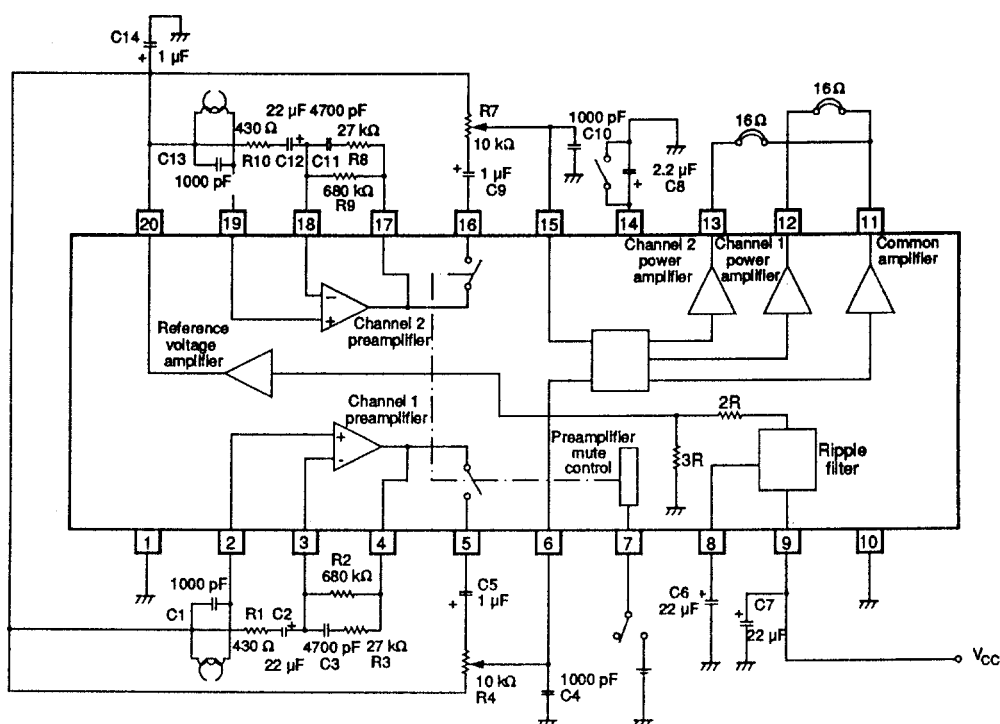 C14
+ 1 µF
16Ω
16Ω
22 µF 4700 pF
430 Ω
+
27 kΩ
C13
R10 C12 C11 R8
1000 pF
680 kΩ
R9
R7
10 kΩ
1 µF
+
C9
1000 pF
C10
2.2 µF
+
C8
20
19
18
17
16
15
14
13
12
11
Channel 2
power
amplifier
Channel 1
power
amplifier
Common
amplifier
−
+
Channel 2
preamplifier
Reference
voltage
amplifier
Channel 1
preamplifier
+
-
Preamplifier
mute
control
2R
3R
Ripple
filter
1
2
3
4
5
6
7
8
9
10
1000 pF
C1
R1 C2
+
430 Ω
22 µF
R2
680 kΩ
4700 pF
C3
27 kΩ
R3
C5
+
1 µF
10 kΩ
R4
1000 pF
C4
C6
+
22 µF
C7
+
22 µF
VCC